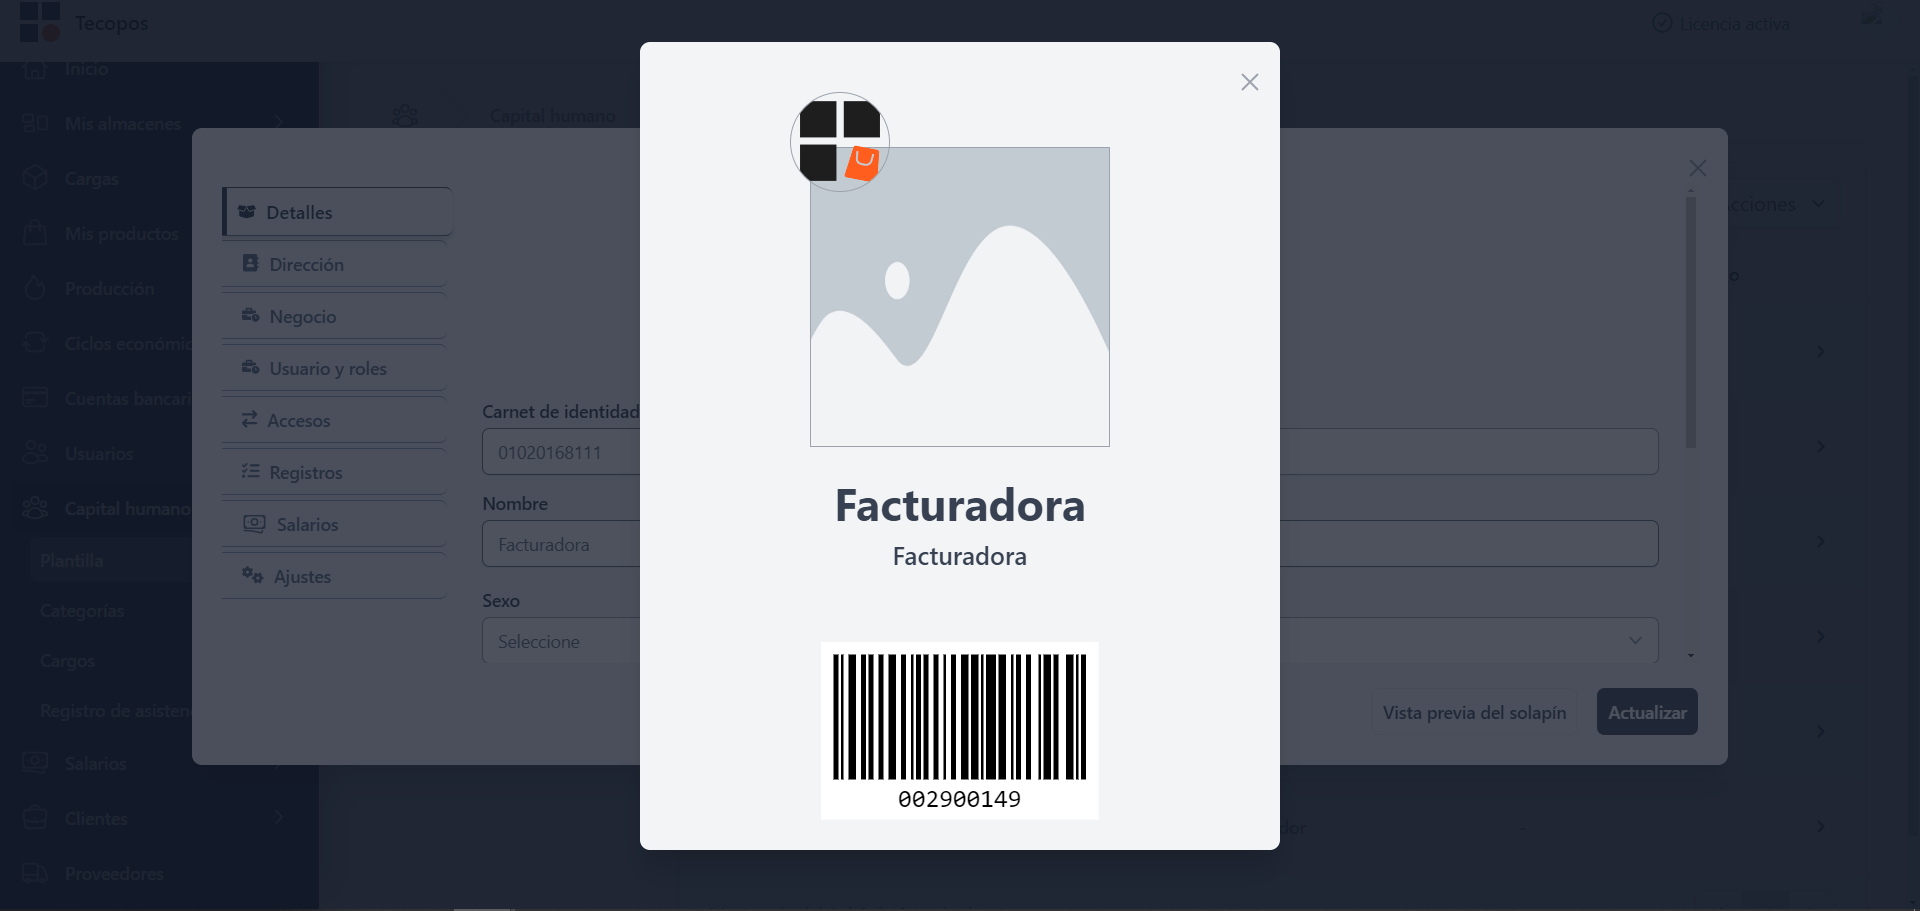 Tecopos
Licencia activa
Inicio
Mis almacenes
Cargas
Mis productos
Producción
Ciclos económic
Cuentas bancari
Usuarios
Capital humano
Plantilla
Categorías
Cargos
Registro de asisten
Salarios
Clientes
Proveedores
Capital humano
cciones
o
Detalles
Dirección
Negocio
Usuario y roles
Accesos
Registros
Salarios
Ajustes
Carnet de identidad
01020168111
Nombre
Facturadora
Sexo
Seleccione
Vista previa del solapín
Actualizar
dor
-
Facturadora
Facturadora
002900149